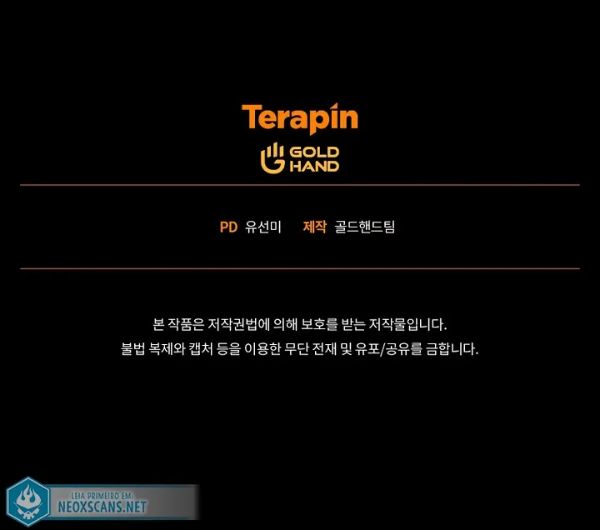 Terapin
GOLD
HAND
PD 유선미 제작 골드핸드팀
본 작품은 저작권법에 의해 보호를 받는 저작물입니다.
불법 복제와 캡처 등을 이용한 무단 전재 및 유포/공유를 금합니다.
LEIA PRIMEIRO EM
NEOXSCANS.NET